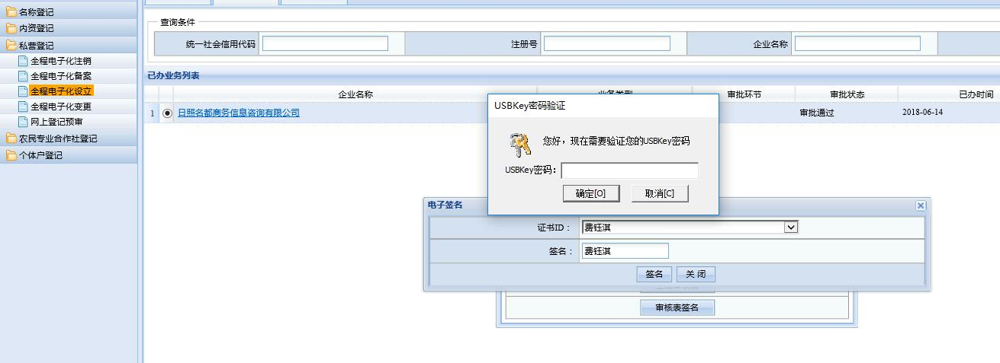 名称登记
内资登记
私营登记
全程电子化注销
全程电子化备案
全程电子化设立
全程电子化变更
网上登记预审
农民专业合作社登记
个体户登记
查询条件
统一社会信用代码
注册号
企业名称
已办业务列表
企业名称 业务类型 审批环节 审批状态 已办时间
1 日照名都商务信息咨询有限公司 审批通过 2018-06-14
USBKey密码验证
您好，现在需要验证您的USBKey密码
USBKey密码：
确定[O] 取消[C]
电子签名
证书ID： 费钰淇
签名： 费钰淇
签名 关闭
审核表签名